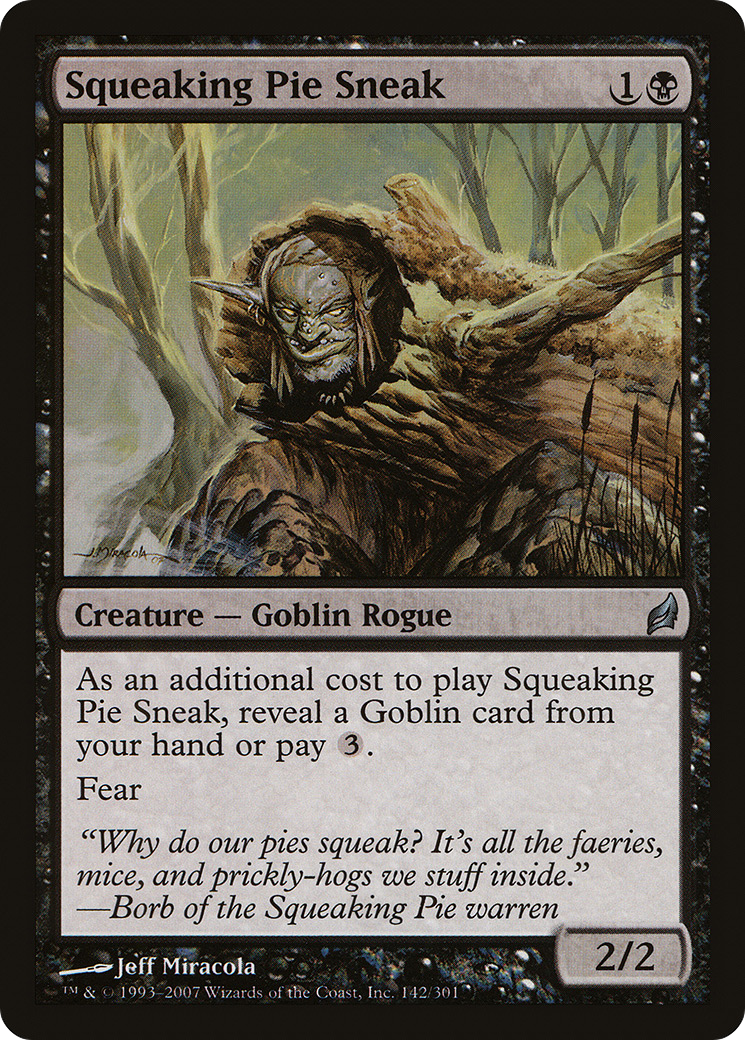 Squeaking Pie Sneak 1
J. Miracola
Creature — Goblin Rogue
As an additional cost to play Squeaking
Pie Sneak, reveal a Goblin card from
your hand or pay 3.
Fear
“Why do our pies squeak? It’s all the faeries,
mice, and prickly-hogs we stuff inside.”
—Borb of the Squeaking Pie warren
2/2
Jeff Miracola
™ & © 1993–2007 Wizards of the Coast, Inc. 142/301